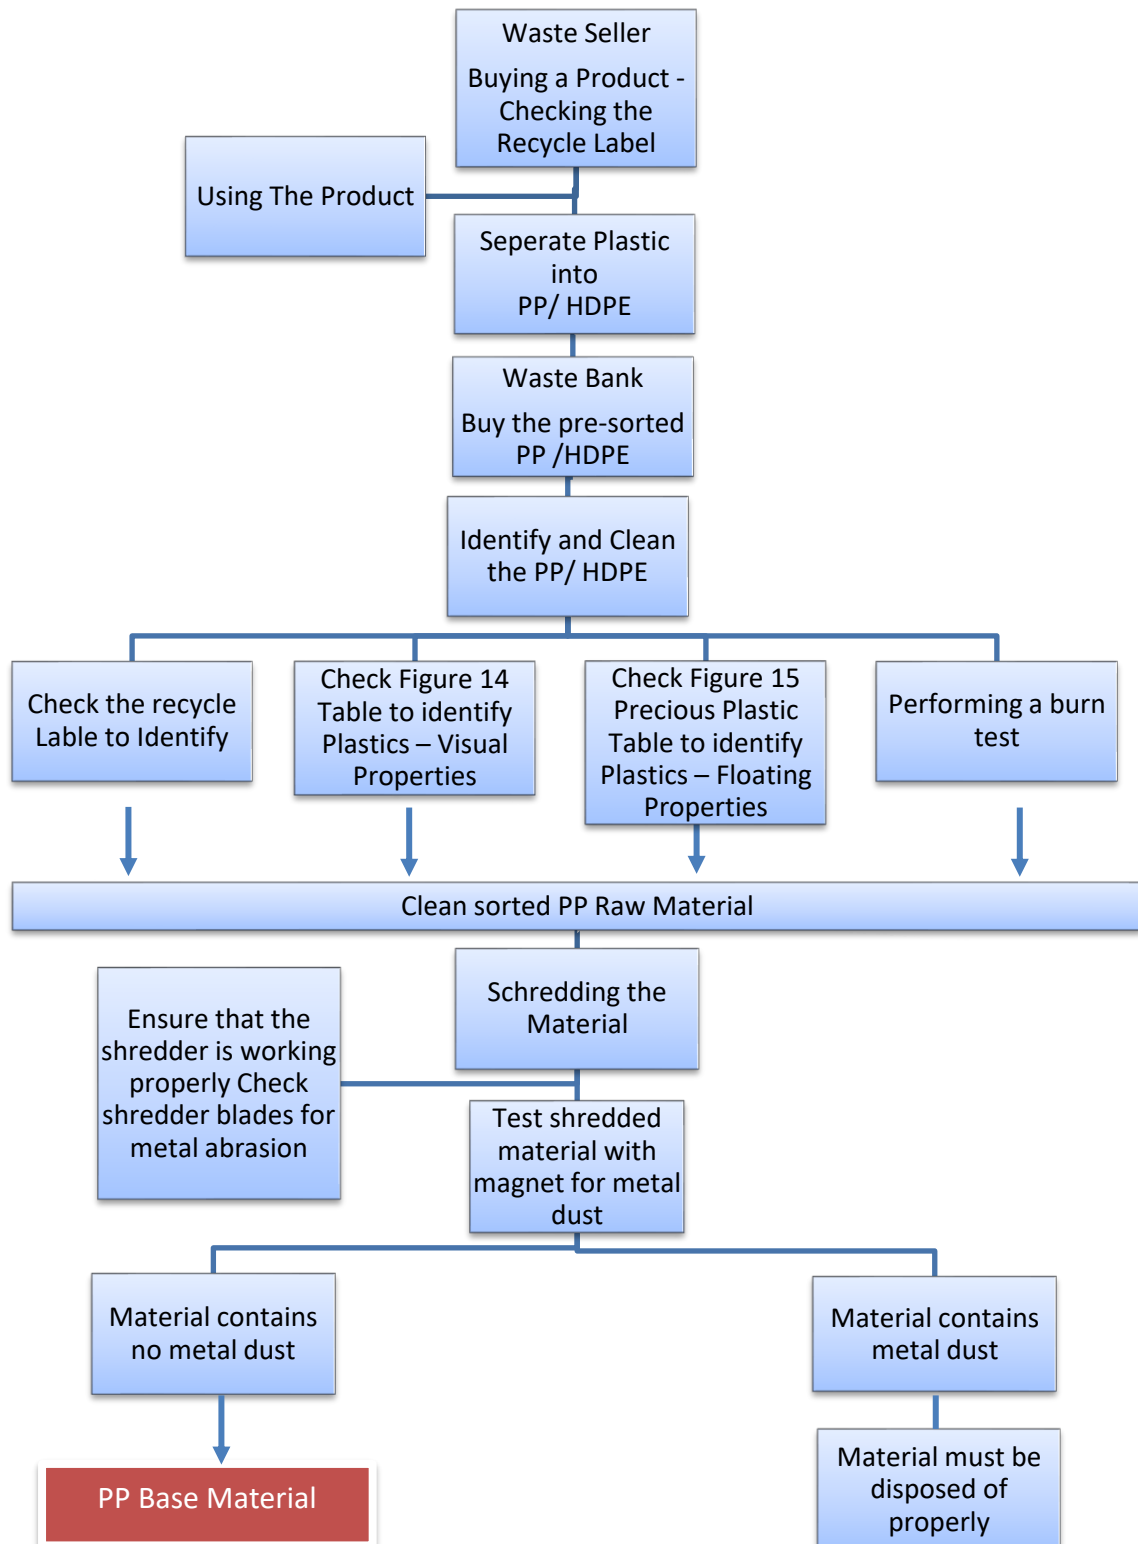 Waste Seller
Buying a Product -
Checking the
Recycle Label
Using The Product
Seperate Plastic
into
PP/ HDPE
Waste Bank
Buy the pre-sorted
PP /HDPE
Identify and Clean
the PP/ HDPE
Check the recycle
Lable to Identify
Check Figure 14
Table to identify
Plastics – Visual
Properties
Check Figure 15
Precious Plastic
Table to identify
Plastics – Floating
Properties
Performing a burn
test
Clean sorted PP Raw Material
Schredding the
Material
Ensure that the
shredder is working
properly Check
shredder blades for
metal abrasion
Test shredded
material with
magnet for metal
dust
Material contains
no metal dust
Material contains
metal dust
PP Base Material
Material must be
disposed of
properly